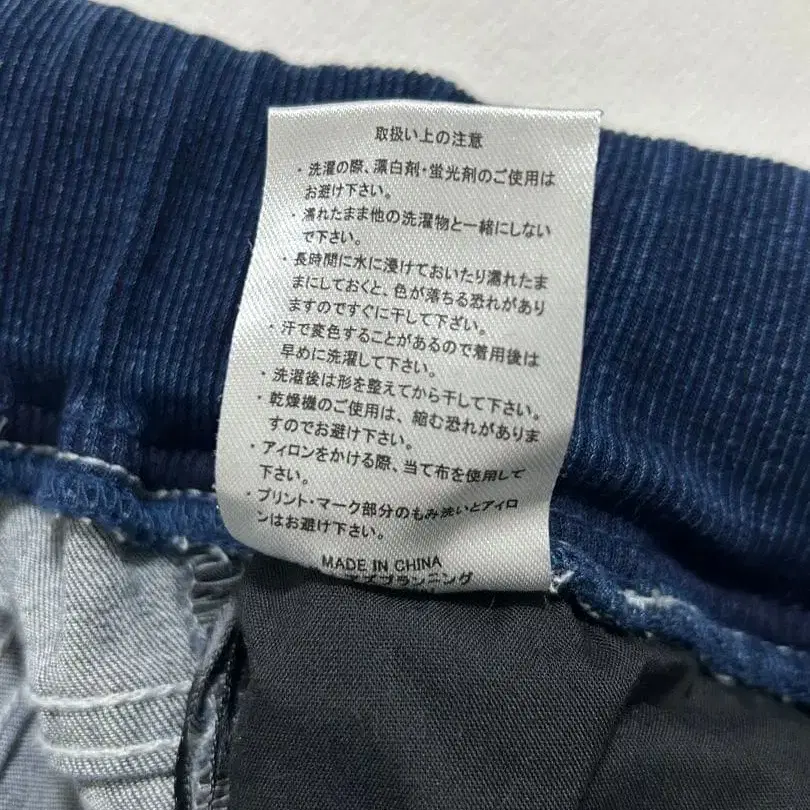 取扱い上の注意
・洗濯の際、漂白剤・蛍光剤のご使用は
お避け下さい。
・濡れたまま他の洗濯物と一緒にしない
で下さい。
・長時間に水に浸けておいたり濡れたま
まにしておくと、色が落ちる恐れがあり
ますのですぐに干して下ざい。
・汗で変色することがあるので着用後は
早めに洗濯して下さい。
・洗濯後は形を整えてから干して下さい。
・乾燥機のご使用は、縮む恐れがありま
すのでお避け下さい。
・アィロンをかける際、当て布を使用して
下さい。
・プリント・マーク部分のもみ洗いとアイロ
ンはお避け下さい。
MADE IN CHINA
アズプランニング